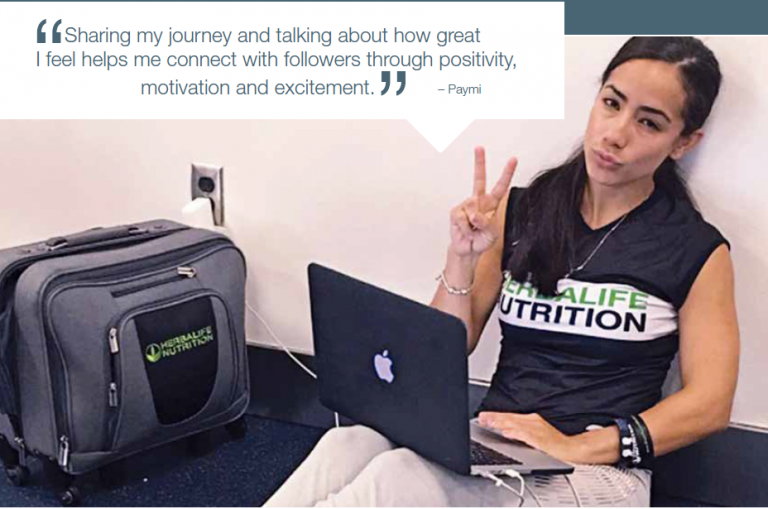 “Sharing my journey and talking about how great
I feel helps me connect with followers through positivity,
motivation and excitement.” – Paymi
HERBALIFE
NUTRITION
HERBALIFE
NUTRITION